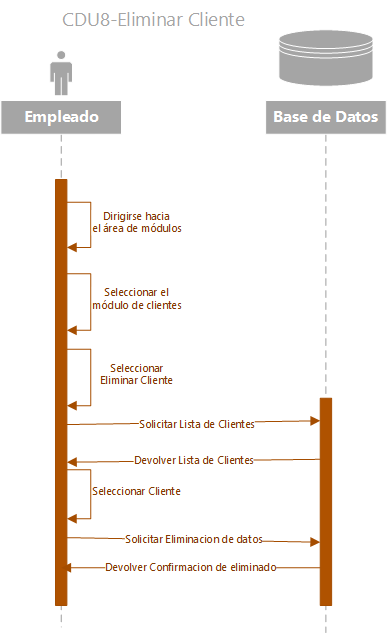 CDU8-Eliminar Cliente
Empleado
Base de Datos
Dirigirse hacia
el área de módulos
Seleccionar el
módulo de clientes
Seleccionar
Eliminar Cliente
Solicitar Lista de Clientes
Devolver Lista de Clientes
Seleccionar Cliente
Solicitar Eliminacion de datos
Devolver Confirmacion de eliminado